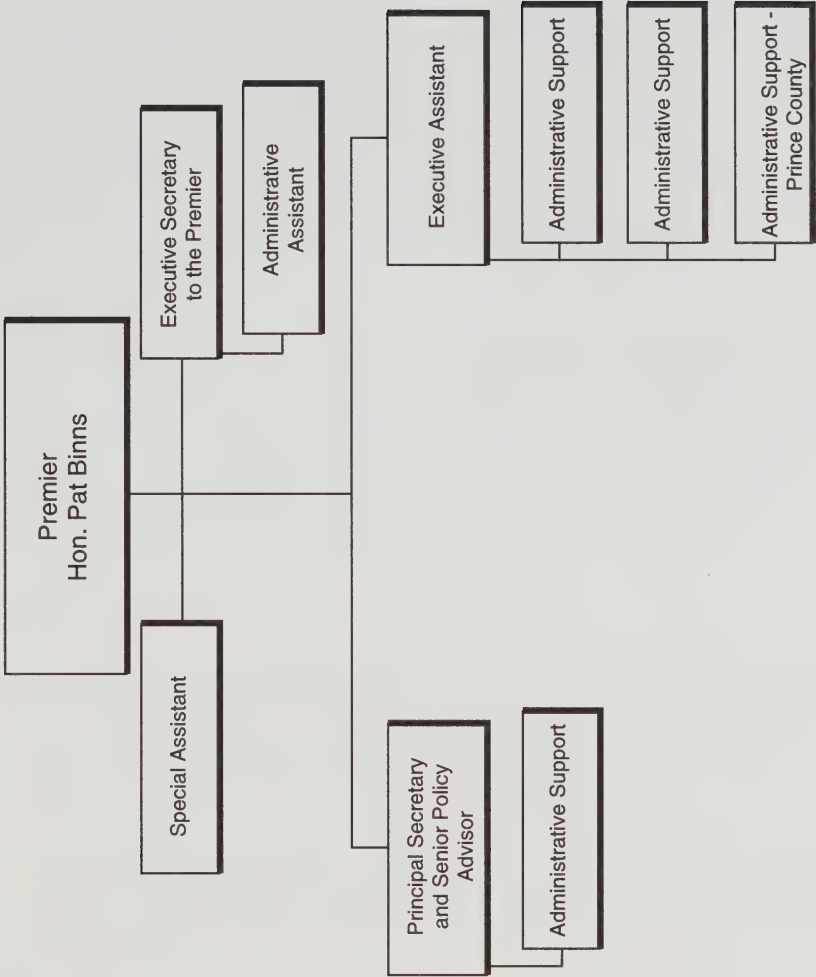 Premier
Hon. Pat Binns
Special Assistant
Executive Secretary
to the Premier
Administrative
Assistant
Principal Secretary
and Senior Policy
Advisor
Administrative Support
Executive Assistant
Administrative Support
Administrative Support
Administrative Support -
Prince County